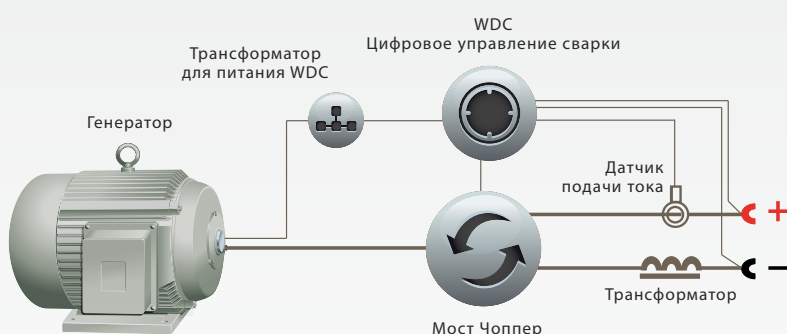 WDC
Цифровое управление сварки
Трансформатор
для питания WDC
Генератор
Датчик
подачи тока
+
−
Трансформатор
Мост Чоппер